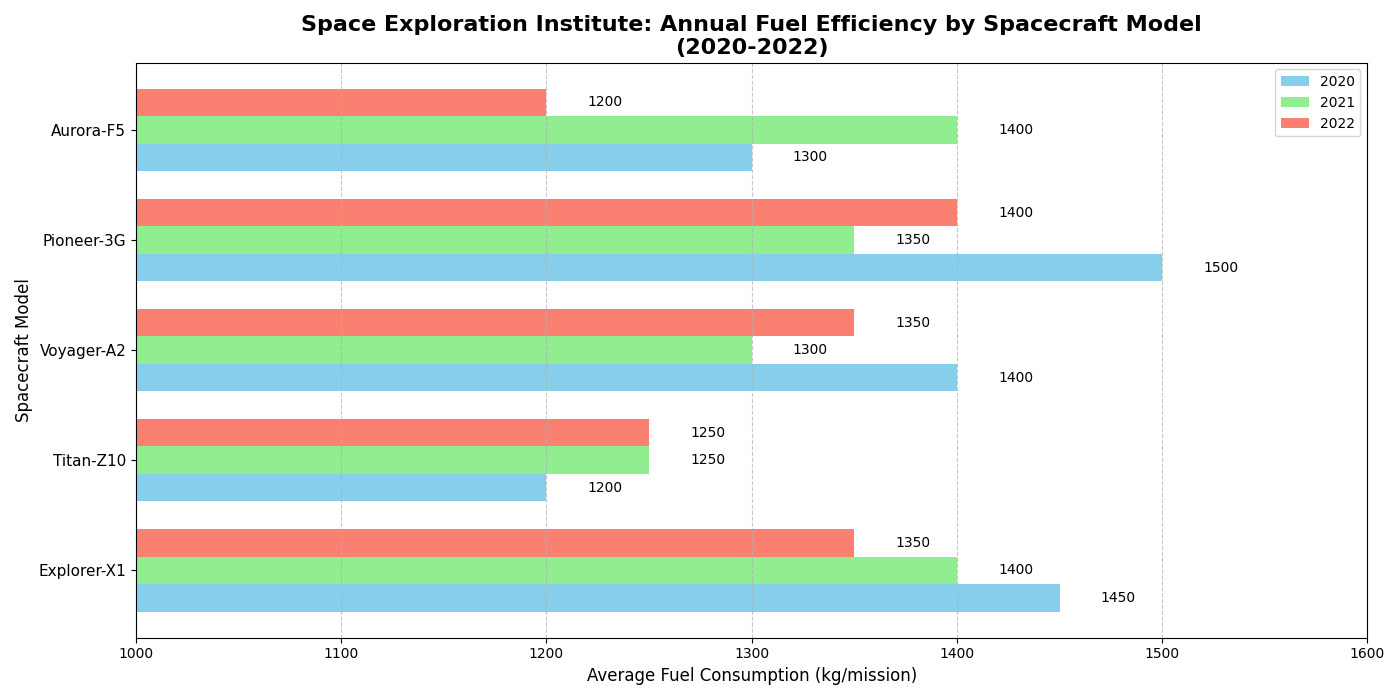 Space Exploration Institute: Annual Fuel Efficiency by Spacecraft Model
(2020-2022)
2020
2021
2022
Spacecraft Model
Aurora-F5
1200
1400
1300
Pioneer-3G
1400
1350
1500
Voyager-A2
1350
1300
1400
Titan-Z10
1250
1250
1200
Explorer-X1
1350
1400
1450
1000 1100 1200 1300 1400 1500 1600
Average Fuel Consumption (kg/mission)